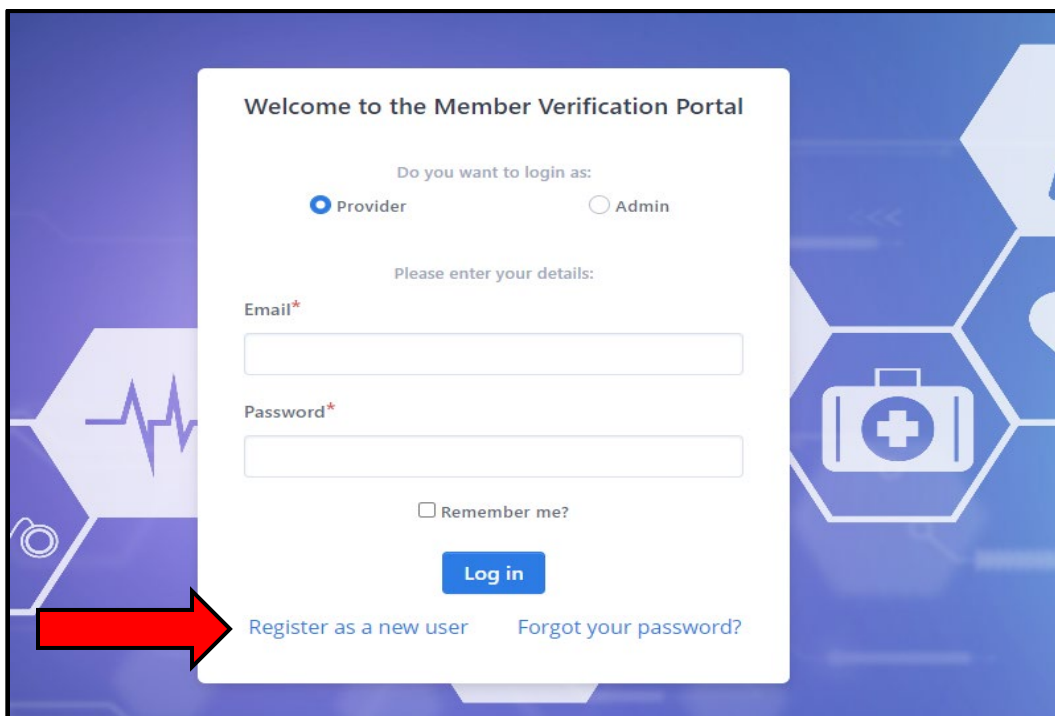 Welcome to the Member Verification Portal
Do you want to login as:
Provider Admin
Please enter your details:
Email*
Password*
Remember me?
Log in
Register as a new user Forgot your password?